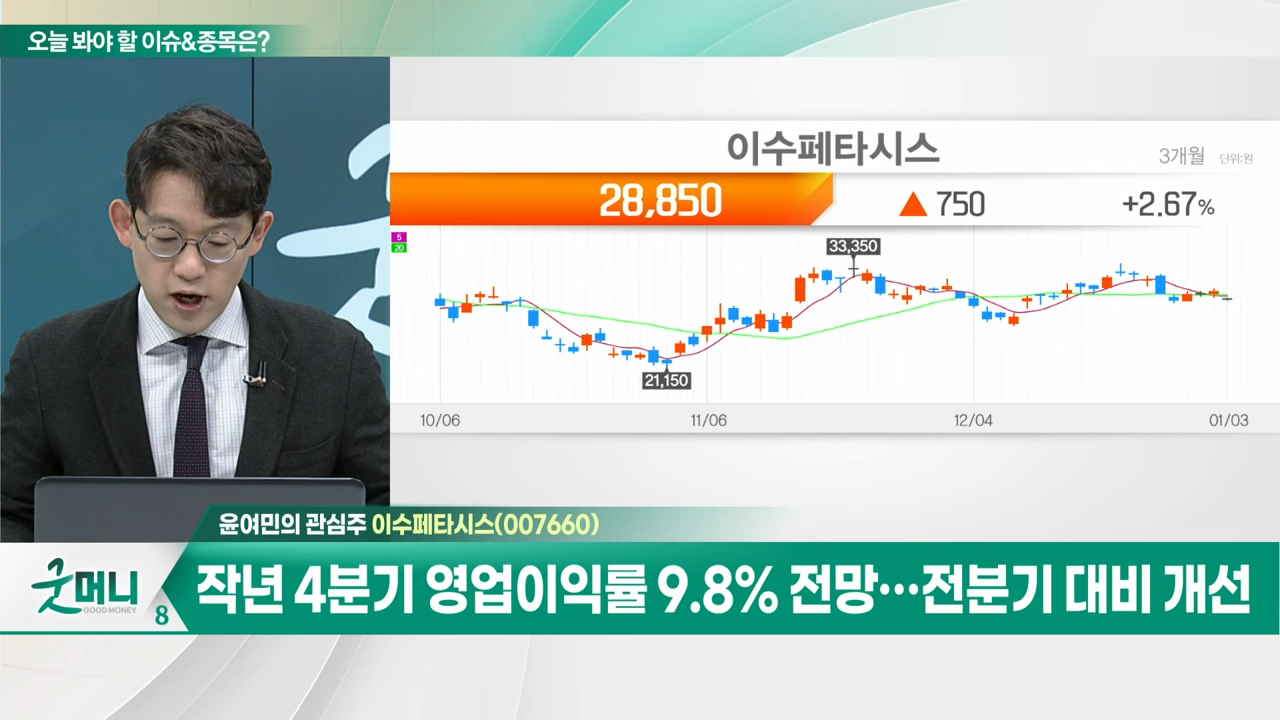 오늘 봐야 할 이슈&종목은?
이수페타시스
3개월 단위:원
28,850 ▲ 750 +2.67%
5
20
33,350
21,150
10/06 11/06 12/04 01/03
윤여민의 관심주 이수페타시스(007660)
굿머니
GOOD MONEY
8
작년 4분기 영업이익률 9.8% 전망…전분기 대비 개선